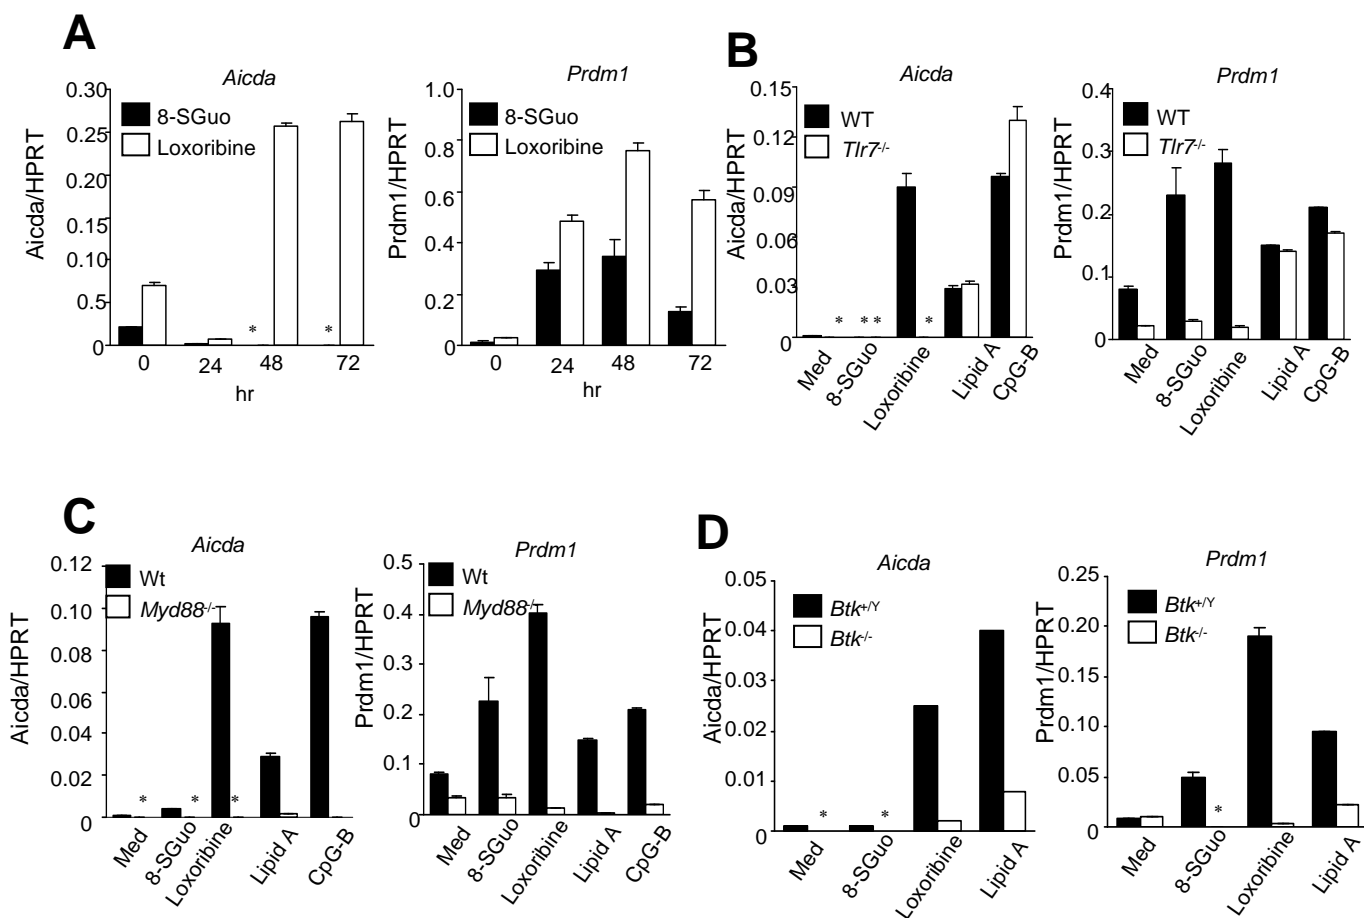 A
Aicda
0.30
0.25
0.20
0.15
0.10
0.5
0
Aicda/HPRT
8-SGuo
Loxoribine
*
*
0 24 48 72
hr
Prdm1
1.0
0.8
0.6
0.4
0.2
0
Prdm1/HPRT
8-SGuo
Loxoribine
0 24 48 72
hr
B
Aicda
0.15
0.12
0.09
0.06
0.03
0
Aicda/HPRT
WT
Tlr7-/-
* * * *
Med
8-SGuo
Loxoribine
Lipid A
CpG-B
Prdm1
0.4
0.3
0.2
0.1
0
Prdm1/HPRT
WT
Tlr7-/-
Med
8-SGuo
Loxoribine
Lipid A
CpG-B
C
Aicda
0.12
0.10
0.08
0.06
0.04
0.02
0
Aicda/HPRT
Wt
Myd88-/-
* * *
Med
8-SGuo
Loxoribine
Lipid A
CpG-B
Prdm1
0.5
0.4
0.3
0.2
0.1
0
Prdm1/HPRT
Wt
Myd88-/-
Med
8-SGuo
Loxoribine
Lipid A
CpG-B
D
Aicda
0.05
0.04
0.03
0.02
0.01
0
Aicda/HPRT
Btk+/Y
Btk-/-
* *
Med
8-SGuo
Loxoribine
Lipid A
Prdm1
0.25
0.20
0.15
0.10
0.05
0
Prdm1/HPRT
Btk+/Y
Btk-/-
*
Med
8-SGuo
Loxoribine
Lipid A